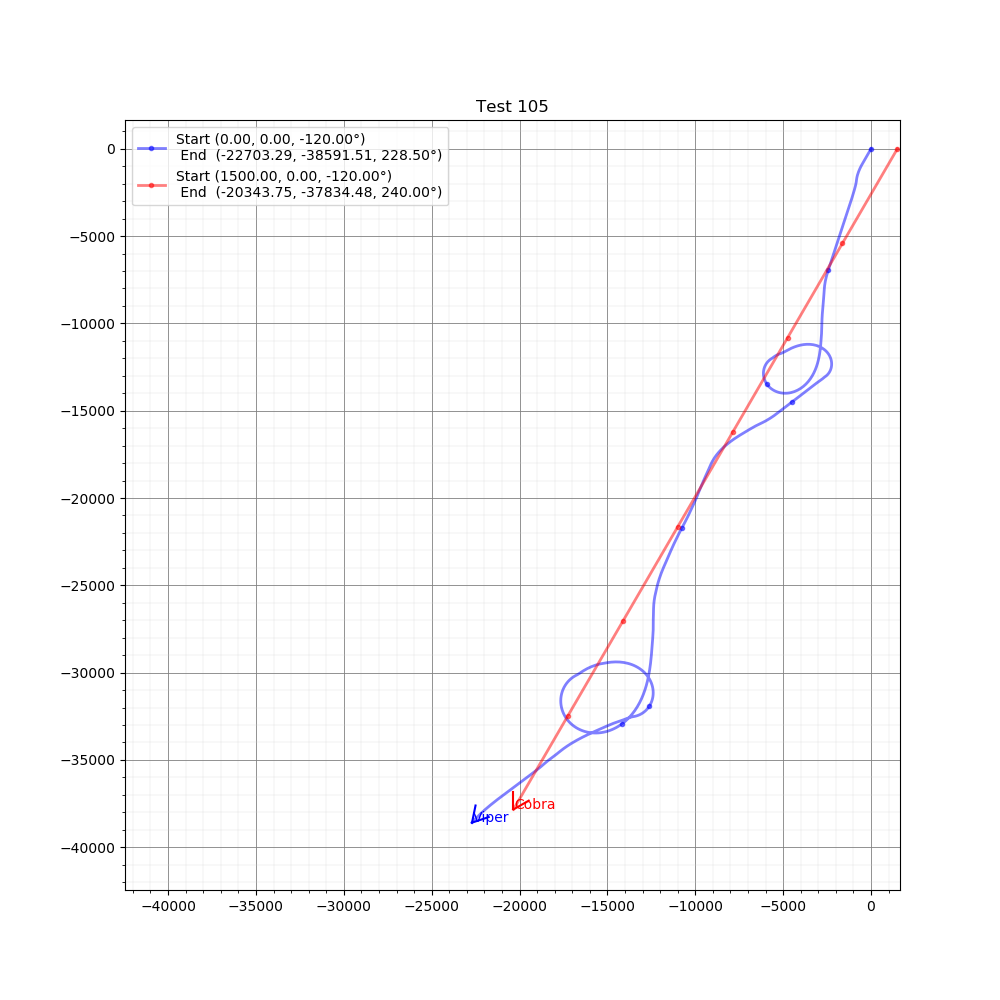 Test 105
Start (0.00, 0.00, -120.00°)
End (-22703.29, -38591.51, 228.50°)
Start (1500.00, 0.00, -120.00°)
End (-20343.75, -37834.48, 240.00°)
0
−5000
−10000
−15000
−20000
−25000
−30000
−35000
−40000
Cobra
Viper
−40000 −35000 −30000 −25000 −20000 −15000 −10000 −5000 0